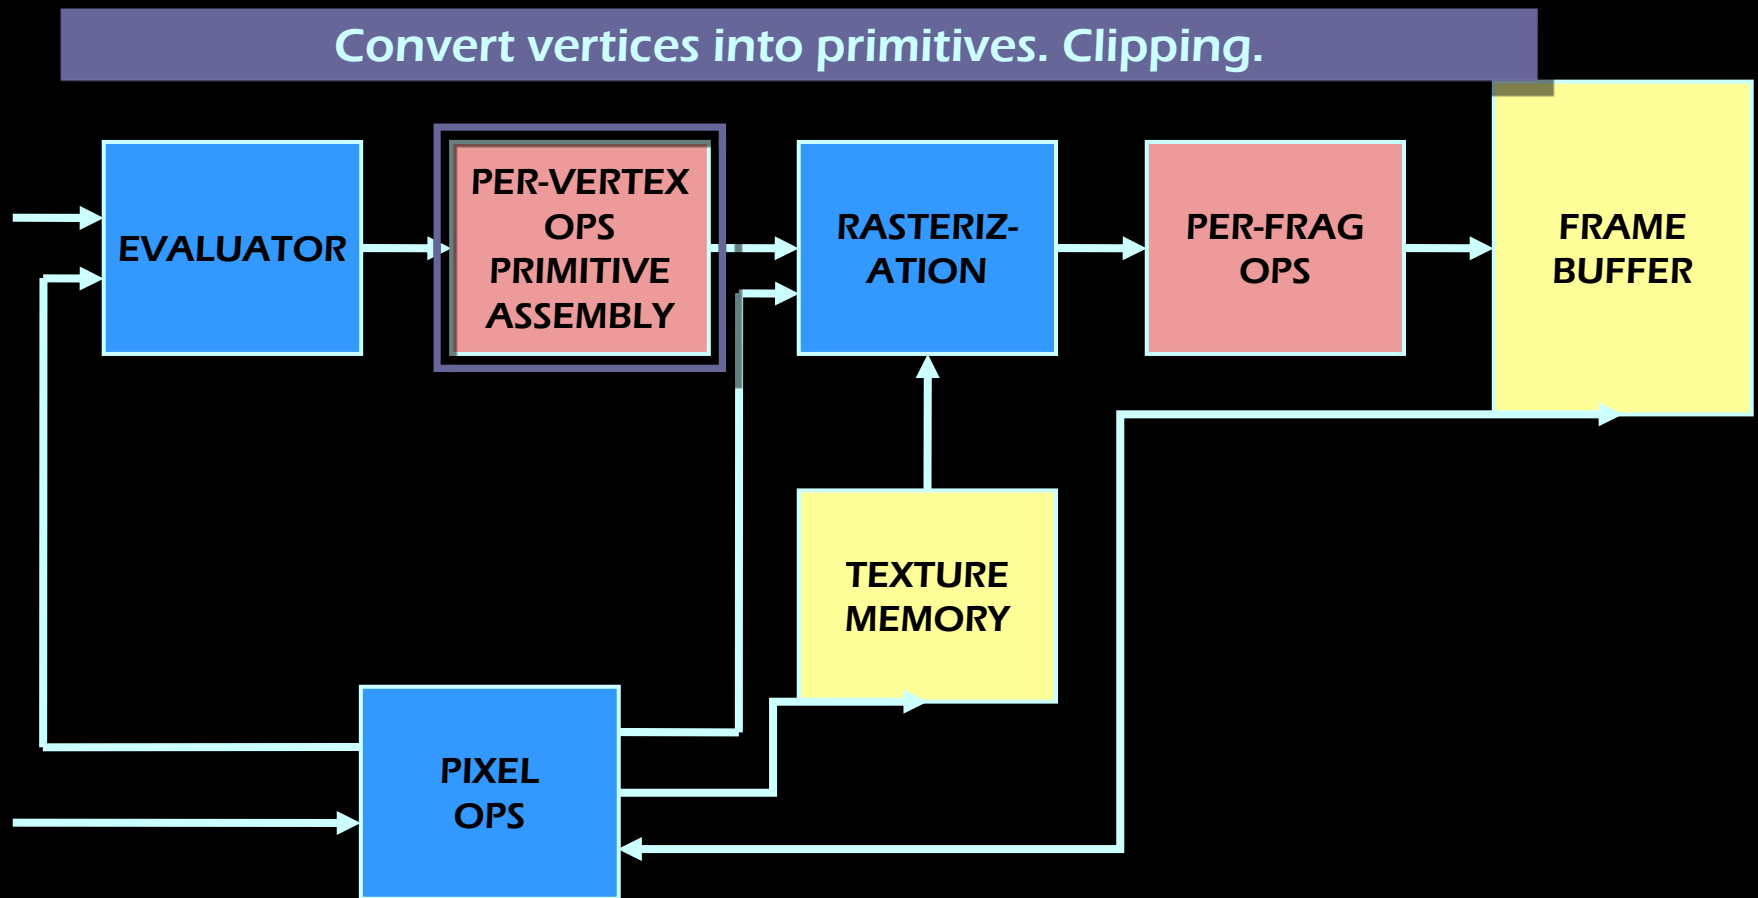 Convert vertices into primitives. Clipping.
EVALUATOR
PER-VERTEX
OPS
PRIMITIVE
ASSEMBLY
RASTERIZ-
ATION
PER-FRAG
OPS
FRAME
BUFFER
TEXTURE
MEMORY
PIXEL
OPS